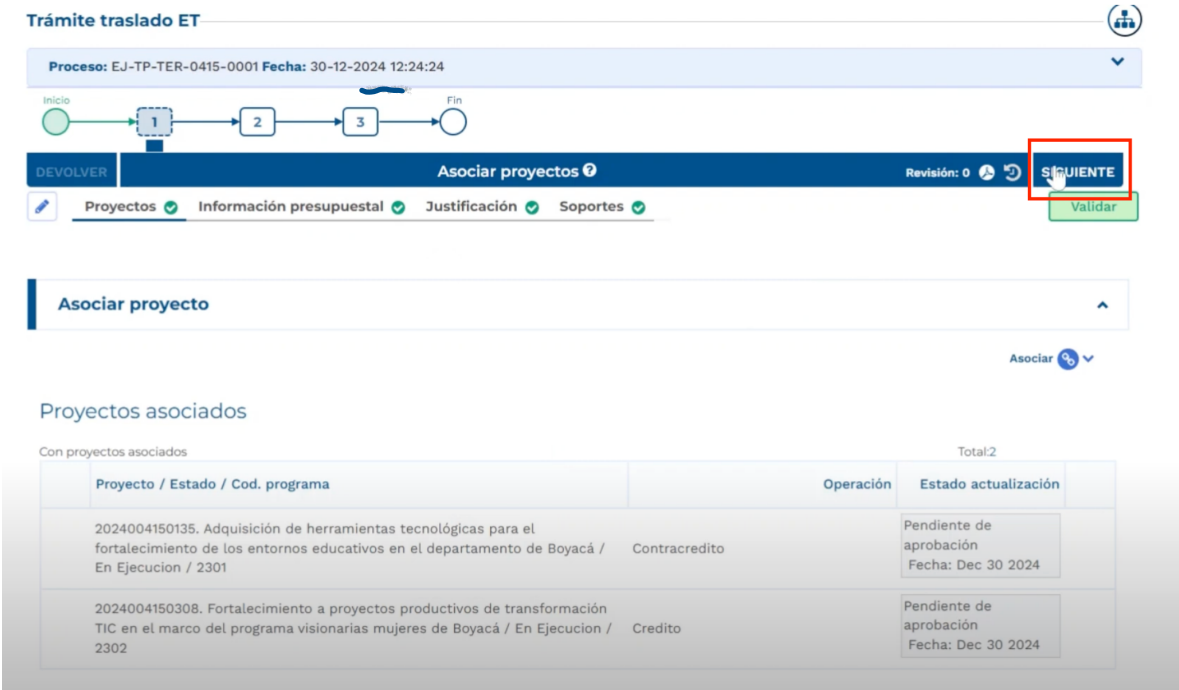 Trámite traslado ET
Proceso: EJ-TP-TER-0415-0001 Fecha: 30-12-2024 12:24:24
Inicio
Fin
1
2
3
DEVOLVER
Asociar proyectos
Revisión: 0
SIGUIENTE
Proyectos
Información presupuestal
Justificación
Soportes
Validar
Asociar proyecto
Asociar
Proyectos asociados
Con proyectos asociados
Total:2
Proyecto / Estado / Cod. programa
Operación
Estado actualización
2024004150135. Adquisición de herramientas tecnológicas para el
fortalecimiento de los entornos educativos en el departamento de Boyacá /
En Ejecucion / 2301
Contracredito
Pendiente de
aprobación
Fecha: Dec 30 2024
2024004150308. Fortalecimiento a proyectos productivos de transformación
TIC en el marco del programa visionarias mujeres de Boyacá / En Ejecucion /
2302
Credito
Pendiente de
aprobación
Fecha: Dec 30 2024